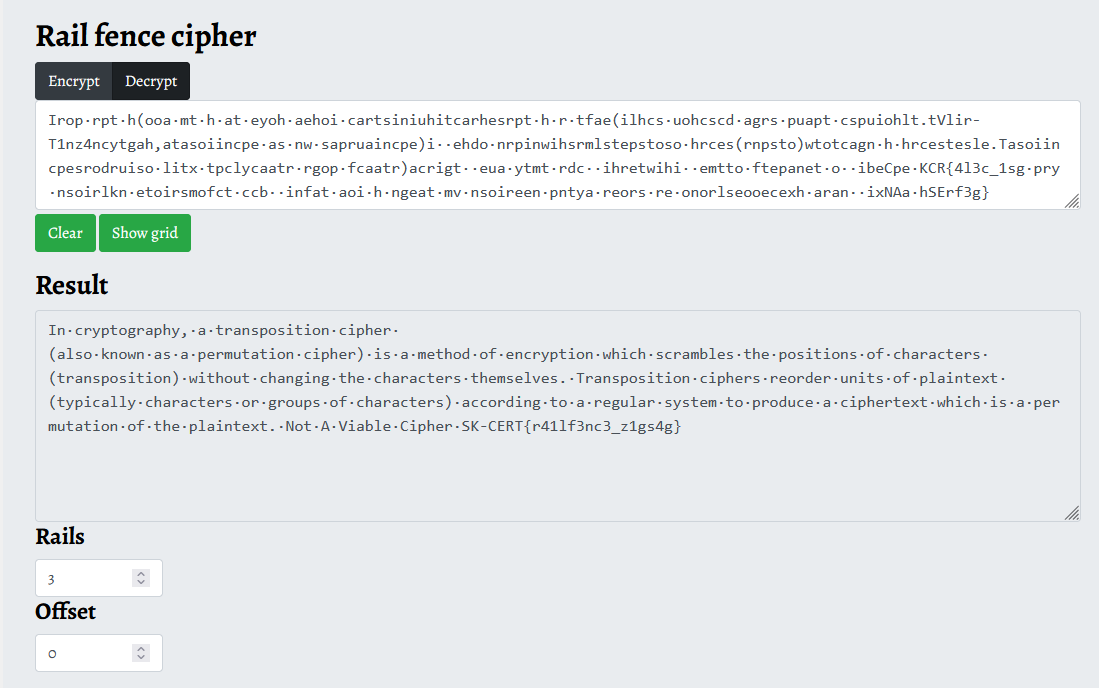 Rail fence cipher
Encrypt Decrypt
Irop·rpt·h(ooa·mt·h·at·eyoh·aehoi·cartsiniuhitcarhesrpt·h·r·tfae(ilhcs·uohcscd·agrs·puapt·cspuiohlt.tVlir-
T1nz4ncytgah,atasoiincpe·as·nw·sapruaincpe)i··ehdo·nrpinwihsrmlstepstoso·hrces(rnpsto)wtotcagn·h·hrcestesle.Tasoiin
cpesrodruiso·litx·tpclycaatr·rgop·fcaatr)acrigt··eua·ytmt·rdc··ihretwihi··emtto·ftepanet·o··ibeCpe·KCR{4l3c_1sg·pry
·nsoirlkn·etoirsmofct·ccb··infat·aoi·h·ngeat·mv·nsoireen·pntya·reors·re·onorlseooecexh·aran··ixNAa·hSErf3g}
Clear Show grid
Result
In·cryptography,·a·transposition·cipher·
(also·known·as·a·permutation·cipher)·is·a·method·of·encryption·which·scrambles·the·positions·of·characters·
(transposition)·without·changing·the·characters·themselves.·Transposition·ciphers·reorder·units·of·plaintext·
(typically·characters·or·groups·of·characters)·according·to·a·regular·system·to·produce·a·ciphertext·which·is·a·per
mutation·of·the·plaintext.·Not·A·Viable·Cipher·SK-CERT{r41lf3nc3_z1gs4g}
Rails
3
Offset
0